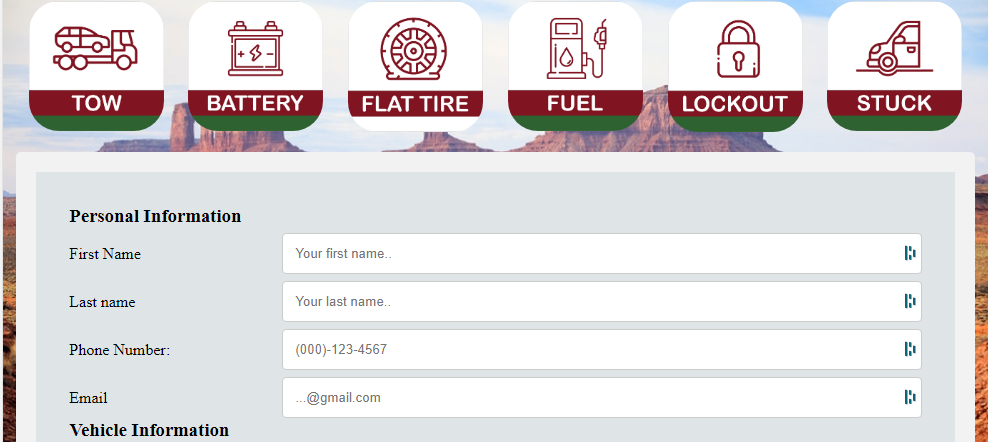 TOW BATTERY FLAT TIRE FUEL LOCKOUT STUCK
Personal Information
First Name Your first name..
Last name Your last name..
Phone Number: (000)-123-4567
Email ...@gmail.com
Vehicle Information